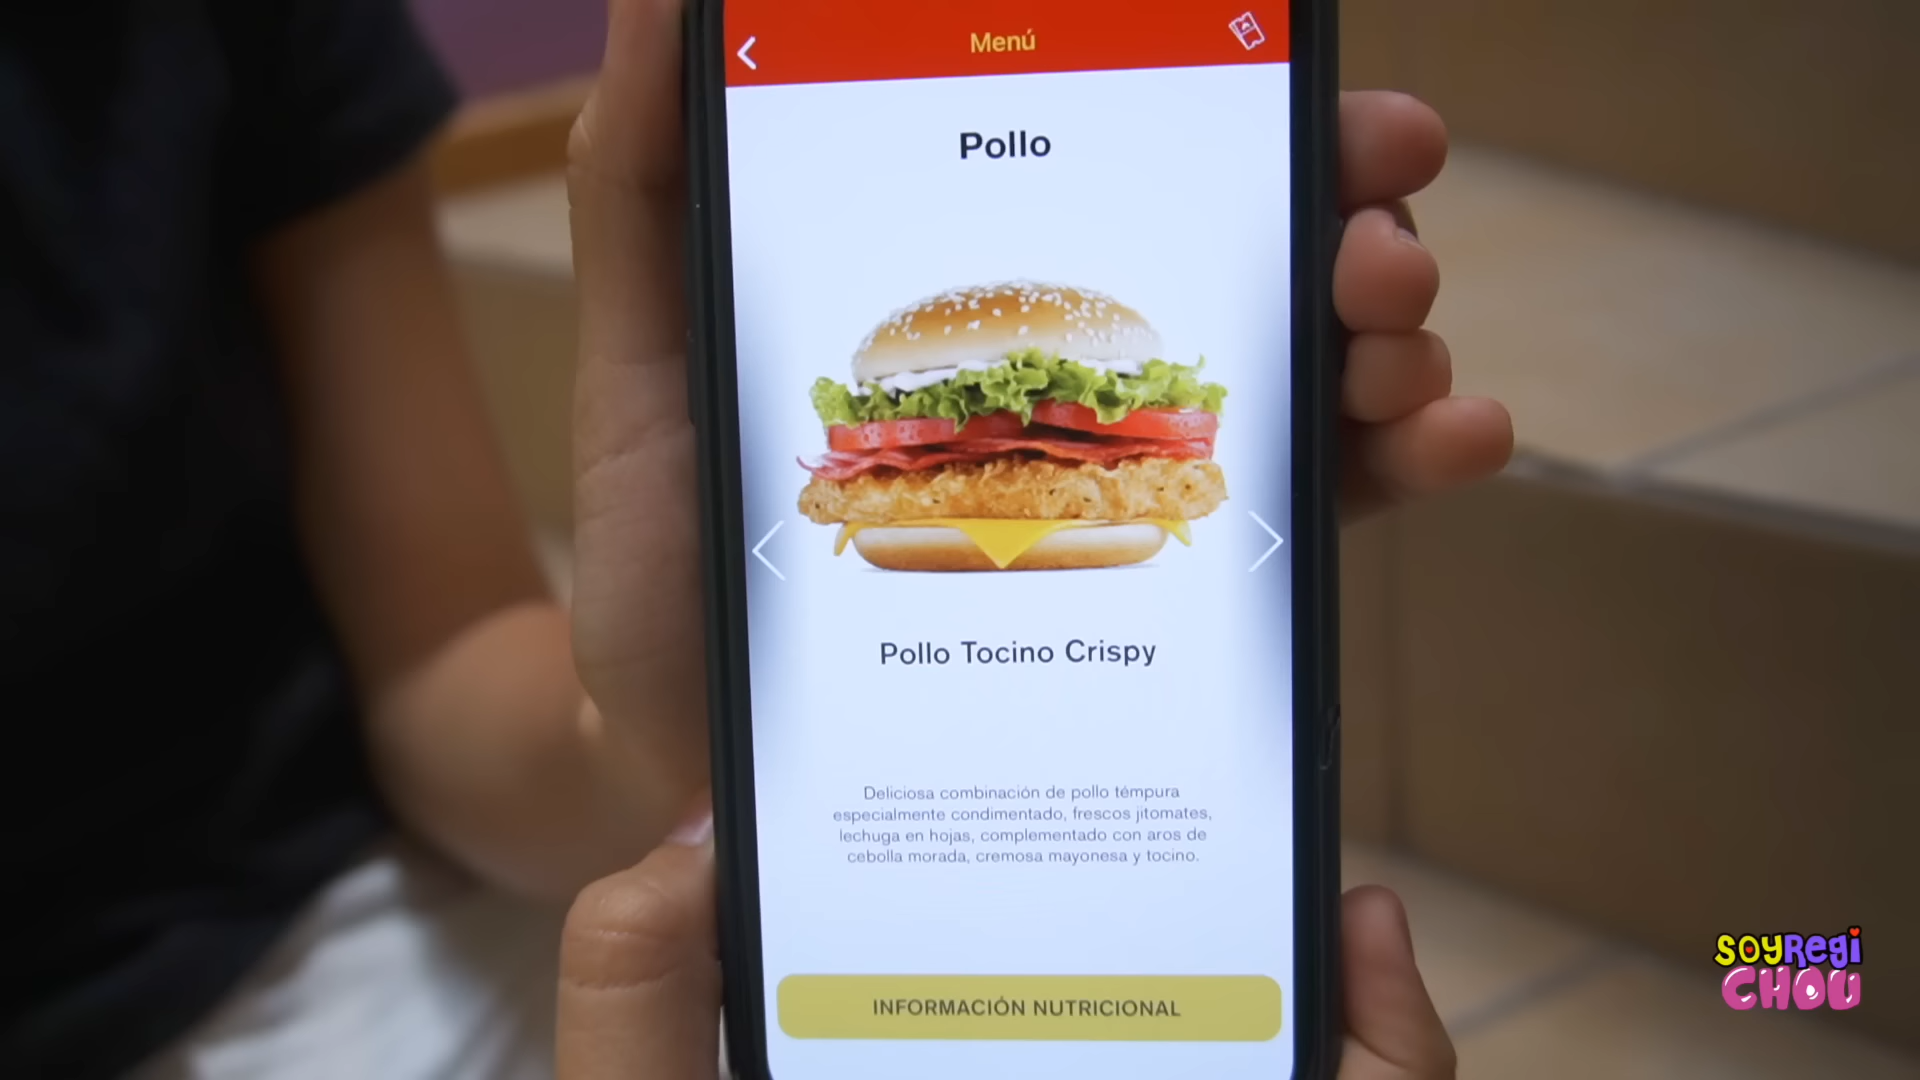 Menú
Pollo
Pollo Tocino Crispy
Deliciosa combinación de pollo témpura
especialmente condimentado, frescos jitomates,
lechuga en hojas, complementado con aros de
cebolla morada, cremosa mayonesa y tocino.
INFORMACIÓN NUTRICIONAL
SOYREGi
CHOU